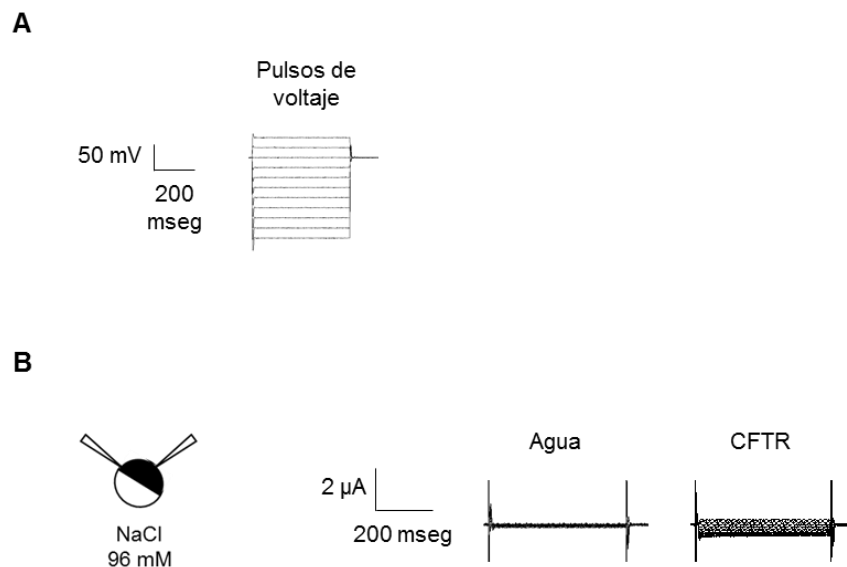 A
Pulsos de
voltaje
50 mV
200
mseg
B
Agua
CFTR
2 µA
200 mseg
NaCl
96 mM